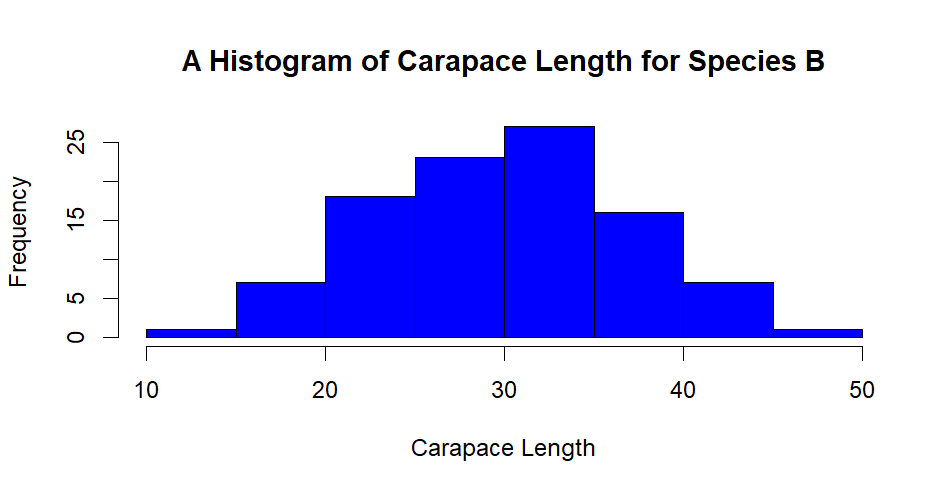 A Histogram of Carapace Length for Species B
Frequency
25
15
5
0
10 20 30 40 50
Carapace Length